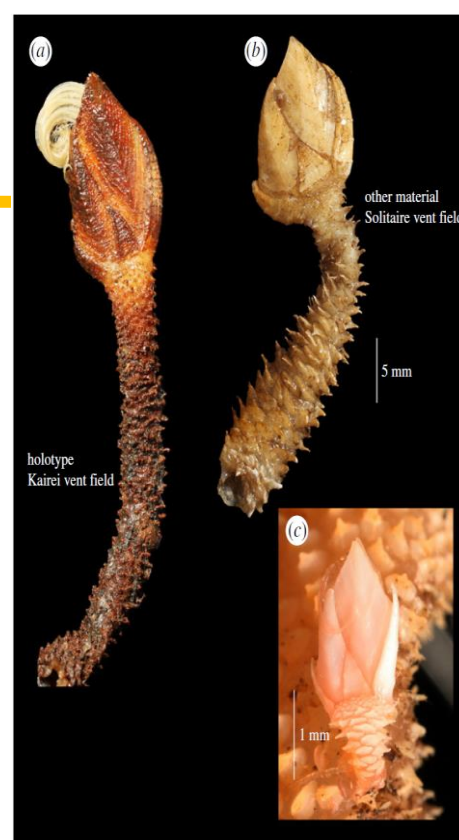 (a)
(b)
other material
Solitaire vent field
5 mm
holotype
Kairei vent field
(c)
1 mm